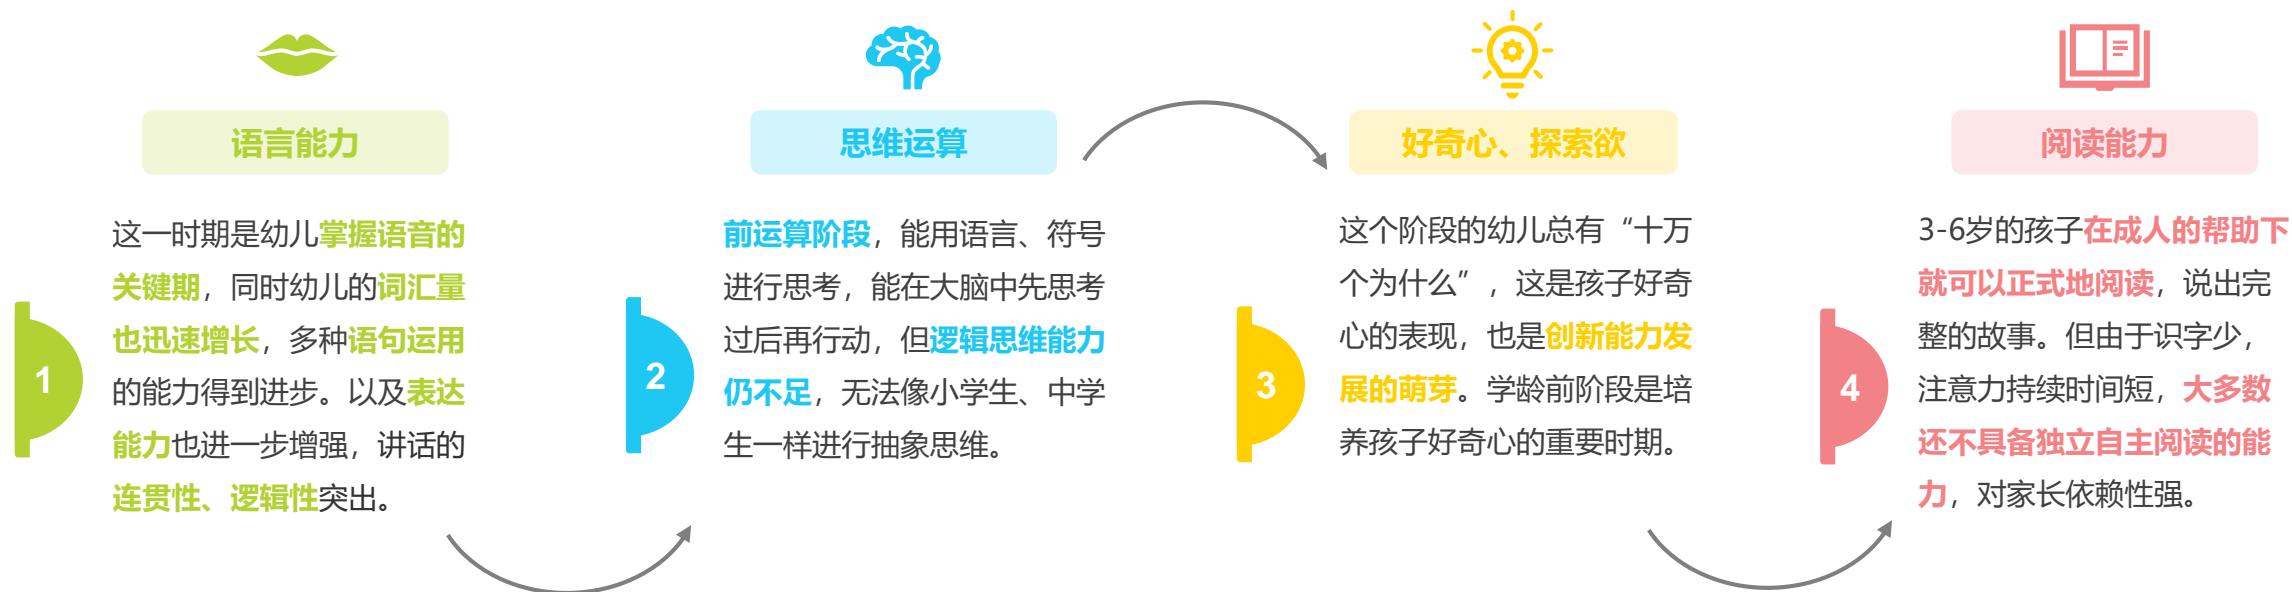 语言能力
1
这一时期是幼儿掌握语音的
关键期，同时幼儿的词汇量
也迅速增长，多种语句运用
的能力得到进步。以及表达
能力也进一步增强，讲话的
连贯性、逻辑性突出。
思维运算
2
前运算阶段，能用语言、符号
进行思考，能在大脑中先思考
过后再行动，但逻辑思维能力
仍不足，无法像小学生、中学
生一样进行抽象思维。
好奇心、探索欲
3
这个阶段的幼儿总有“十万
个为什么”，这是孩子好奇
心的表现，也是创新能力发
展的萌芽。学龄前阶段是培
养孩子好奇心的重要时期。
阅读能力
4
3-6岁的孩子在成人的帮助下
就可以正式地阅读，说出完
整的故事。但由于识字少，
注意力持续时间短，大多数
还不具备独立自主阅读的能
力，对家长依赖性强。